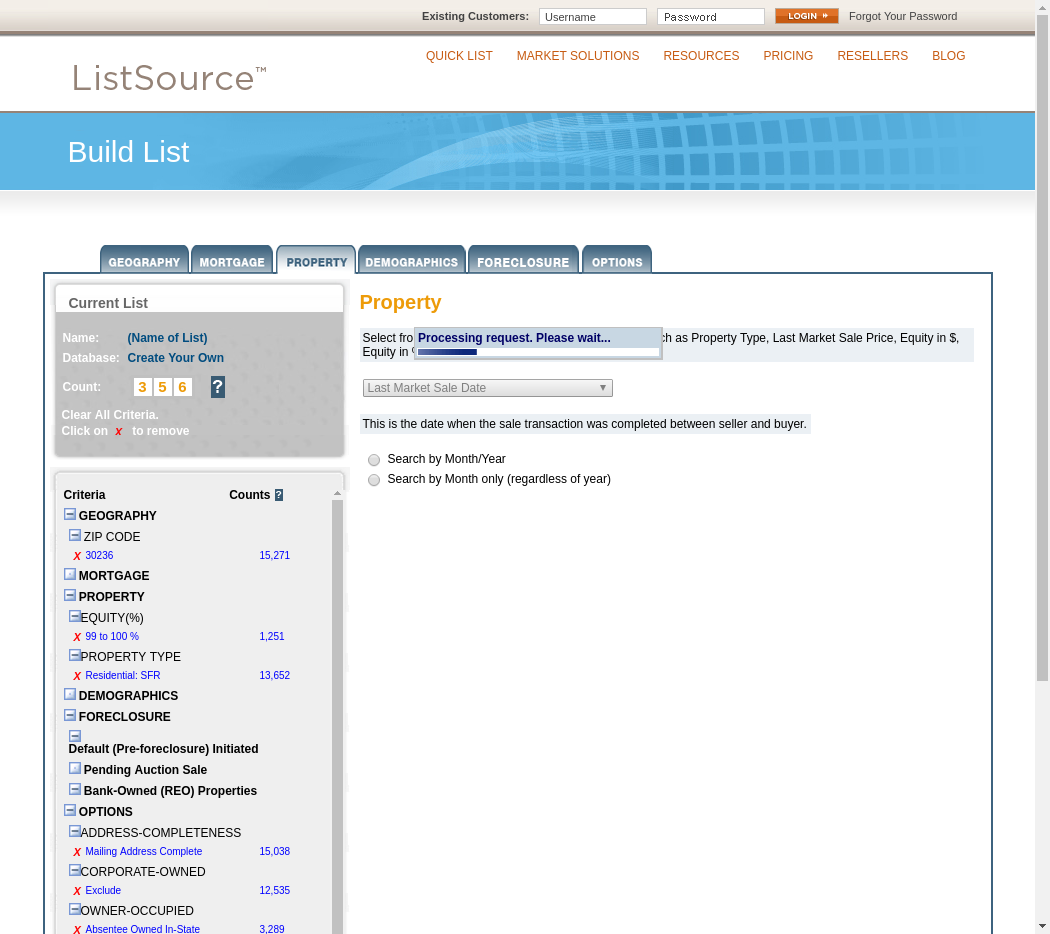 Existing Customers: Username Password LOGIN Forgot Your Password
QUICK LIST MARKET SOLUTIONS RESOURCES PRICING RESELLERS BLOG
ListSource™
Build List
GEOGRAPHY MORTGAGE PROPERTY DEMOGRAPHICS FORECLOSURE OPTIONS
Current List
Name: (Name of List)
Database: Create Your Own
Count: 3 5 6 ?
Clear All Criteria.
Click on x to remove
Criteria Counts ?
GEOGRAPHY
ZIP CODE
X 30236 15,271
MORTGAGE
PROPERTY
EQUITY(%)
X 99 to 100 % 1,251
PROPERTY TYPE
X Residential: SFR 13,652
DEMOGRAPHICS
FORECLOSURE
Default (Pre-foreclosure) Initiated
Pending Auction Sale
Bank-Owned (REO) Properties
OPTIONS
ADDRESS-COMPLETENESS
X Mailing Address Complete 15,038
CORPORATE-OWNED
X Exclude 12,535
OWNER-OCCUPIED
X Absentee Owned In-State 3,289
Property
Select
Processing request. Please wait...
as Property Type, Last Market Sale Price, Equity in $,
Equity in
Last Market Sale Date
This is the date when the sale transaction was completed between seller and buyer.
Search by Month/Year
Search by Month only (regardless of year)